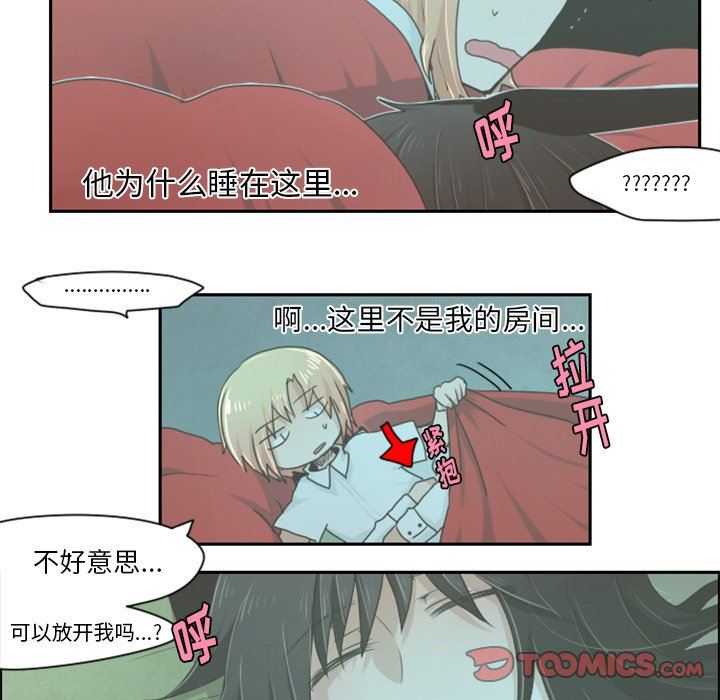 呼
他为什么睡在这里...
???????
................
啊...这里不是我的房间...
拉开
紧抱
不好意思...
可以放开我吗...?
呼
DTOOMICS.COM